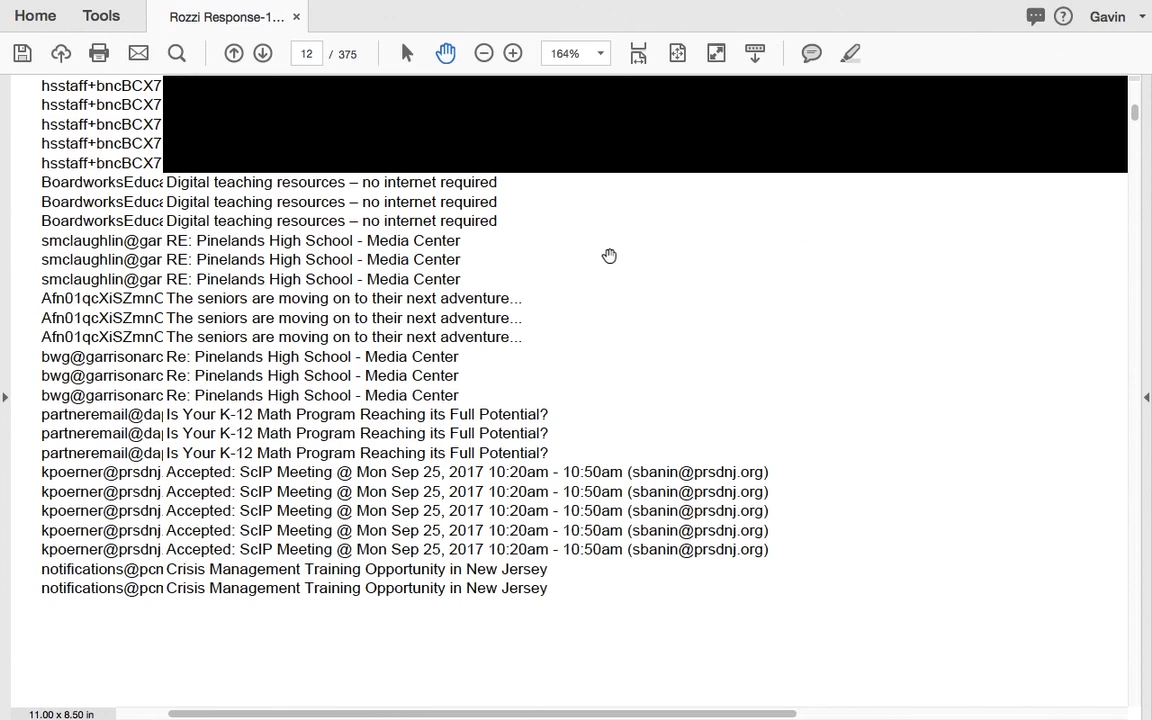 Home Tools Rozzi Response-1... × Gavin
12 / 375 164%
hsstaff+bncBCX7
hsstaff+bncBCX7
hsstaff+bncBCX7
hsstaff+bncBCX7
hsstaff+bncBCX7
BoardworksEduca Digital teaching resources – no internet required
BoardworksEduca Digital teaching resources – no internet required
BoardworksEduca Digital teaching resources – no internet required
smclaughlin@gar RE: Pinelands High School - Media Center
smclaughlin@gar RE: Pinelands High School - Media Center
smclaughlin@gar RE: Pinelands High School - Media Center
Afn01qcXiSZmnC The seniors are moving on to their next adventure...
Afn01qcXiSZmnC The seniors are moving on to their next adventure...
Afn01qcXiSZmnC The seniors are moving on to their next adventure...
bwg@garrisonarc Re: Pinelands High School - Media Center
bwg@garrisonarc Re: Pinelands High School - Media Center
bwg@garrisonarc Re: Pinelands High School - Media Center
partneremail@da Is Your K-12 Math Program Reaching its Full Potential?
partneremail@da Is Your K-12 Math Program Reaching its Full Potential?
partneremail@da Is Your K-12 Math Program Reaching its Full Potential?
kpoerner@prsdnj. Accepted: ScIP Meeting @ Mon Sep 25, 2017 10:20am - 10:50am (sbanin@prsdnj.org)
kpoerner@prsdnj. Accepted: ScIP Meeting @ Mon Sep 25, 2017 10:20am - 10:50am (sbanin@prsdnj.org)
kpoerner@prsdnj. Accepted: ScIP Meeting @ Mon Sep 25, 2017 10:20am - 10:50am (sbanin@prsdnj.org)
kpoerner@prsdnj. Accepted: ScIP Meeting @ Mon Sep 25, 2017 10:20am - 10:50am (sbanin@prsdnj.org)
kpoerner@prsdnj. Accepted: ScIP Meeting @ Mon Sep 25, 2017 10:20am - 10:50am (sbanin@prsdnj.org)
notifications@pcn Crisis Management Training Opportunity in New Jersey
notifications@pcn Crisis Management Training Opportunity in New Jersey
11.00 x 8.50 in